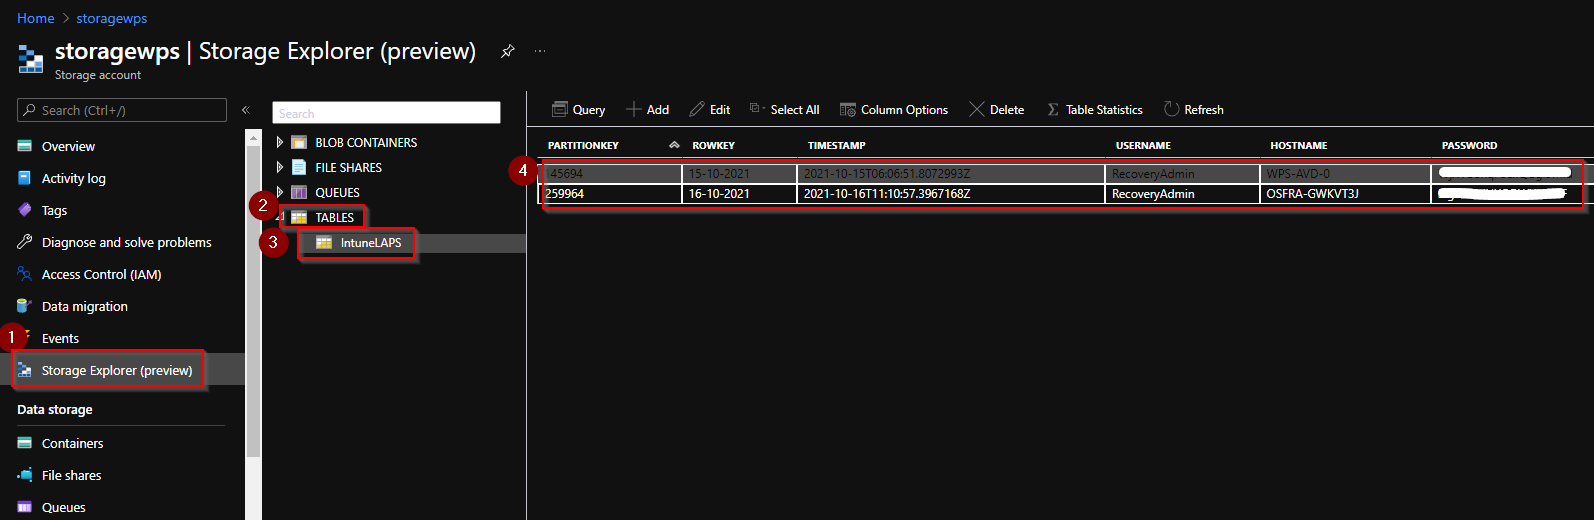 Home > storagewps
storagewps | Storage Explorer (preview) ...
Storage account
Search (Ctrl+/) «
Overview
Activity log
Tags
Diagnose and solve problems
Access Control (IAM)
Data migration
1
Events
Storage Explorer (preview)
Data storage
Containers
File shares
Queues
Search
BLOB CONTAINERS
FILE SHARES
QUEUES
2
TABLES
3
IntuneLAPS
Query Add Edit Select All Column Options Delete Table Statistics Refresh
PARTITIONKEY ROWKEY TIMESTAMP USERNAME HOSTNAME PASSWORD
4
145694 15-10-2021 2021-10-15T06:06:51.8072993Z RecoveryAdmin WPS-AVD-0
259964 16-10-2021 2021-10-16T11:10:57.3967168Z RecoveryAdmin OSFRA-GWKVT3J